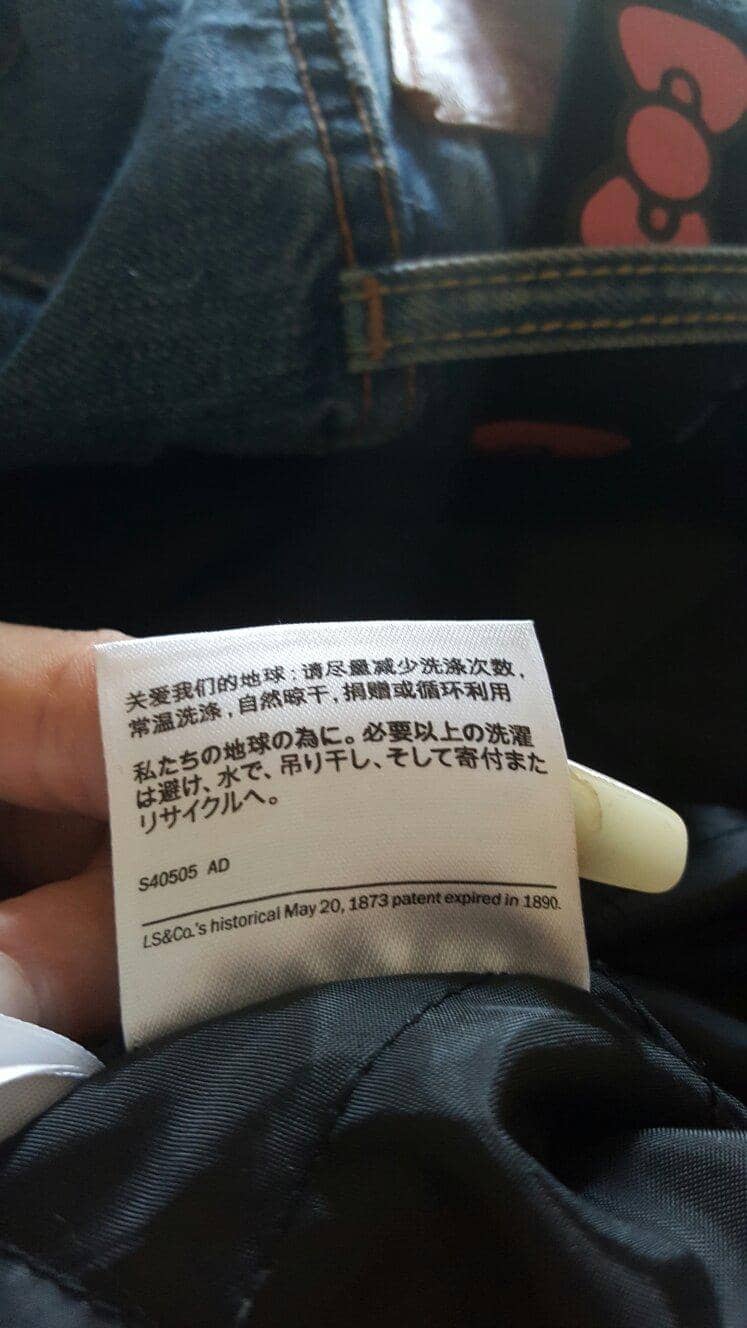 关爱我们的地球：请尽量减少洗涤次数，
常温洗涤，自然晾干，捐赠或循环利用
私たちの地球の為に。必要以上の洗濯
は避け、水で、吊り干し、そして寄付また
リサイクルへ。
S40505 AD
LS&Co.'s historical May 20, 1873 patent expired in 1890.